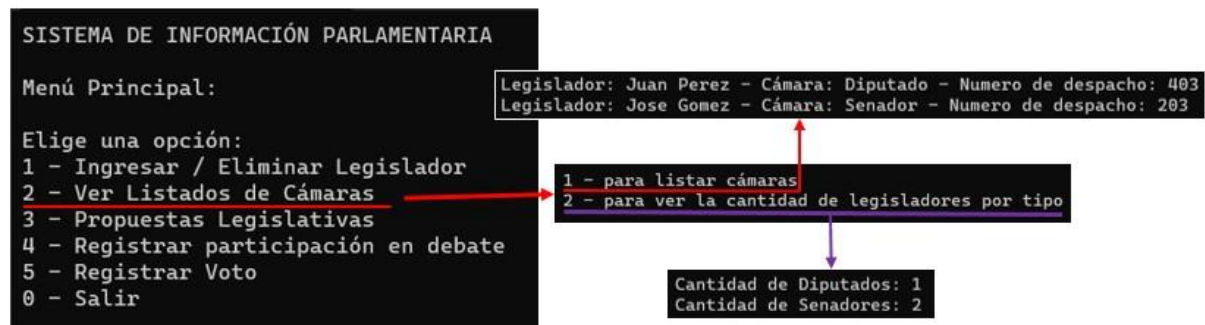 SISTEMA DE INFORMACIÓN PARLAMENTARIA
Menú Principal:
Elige una opción:
1 - Ingresar / Eliminar Legislador
2 - Ver Listados de Cámaras
3 - Propuestas Legislativas
4 - Registrar participación en debate
5 - Registrar Voto
0 - Salir
Legislador: Juan Perez - Cámara: Diputado - Numero de despacho: 403
Legislador: Jose Gomez - Cámara: Senador - Numero de despacho: 203
1 - para listar cámaras
2 - para ver la cantidad de legisladores por tipo
Cantidad de Diputados: 1
Cantidad de Senadores: 2